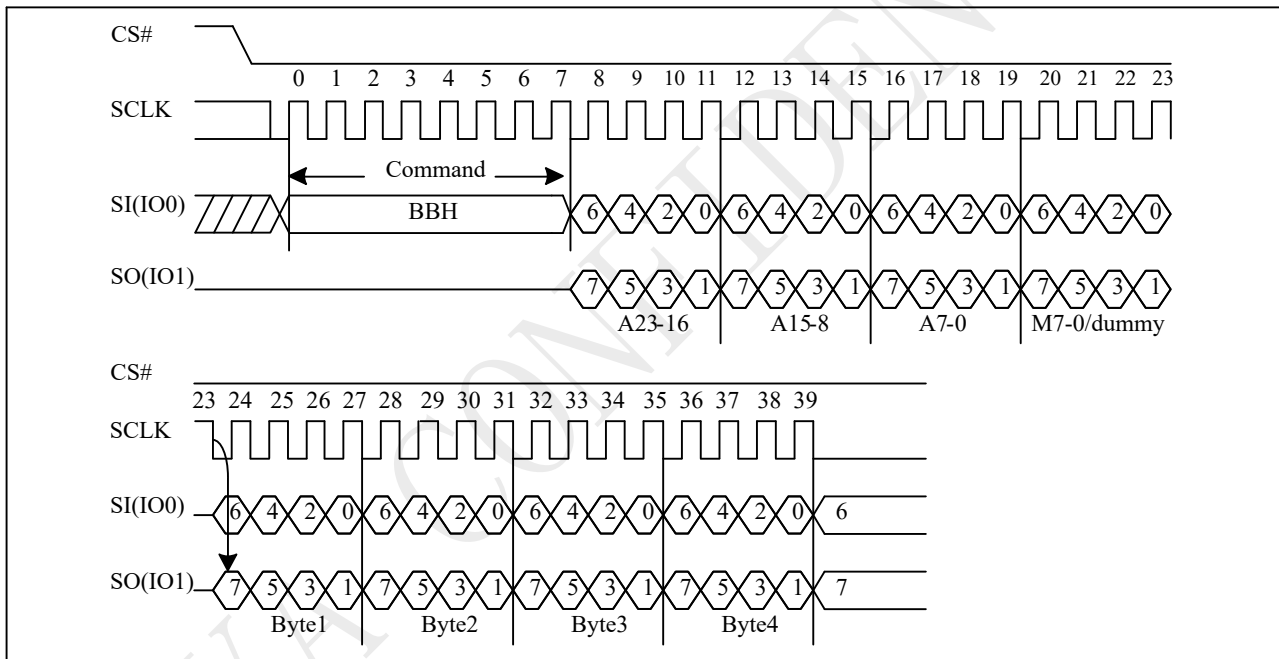 CS#
0 1 2 3 4 5 6 7 8 9 10 11 12 13 14 15 16 17 18 19 20 21 22 23
SCLK
Command
SI(IO0) BBH 6 4 2 0 6 4 2 0 6 4 2 0 6 4 2 0
SO(IO1) 7 5 3 1 7 5 3 1 7 5 3 1 7 5 3 1
A23-16 A15-8 A7-0 M7-0/dummy
CS#
23 24 25 26 27 28 29 30 31 32 33 34 35 36 37 38 39
SCLK
SI(IO0) 6 4 2 0 6 4 2 0 6 4 2 0 6 4 2 0 6
SO(IO1) 7 5 3 1 7 5 3 1 7 5 3 1 7 5 3 1 7
Byte1 Byte2 Byte3 Byte4